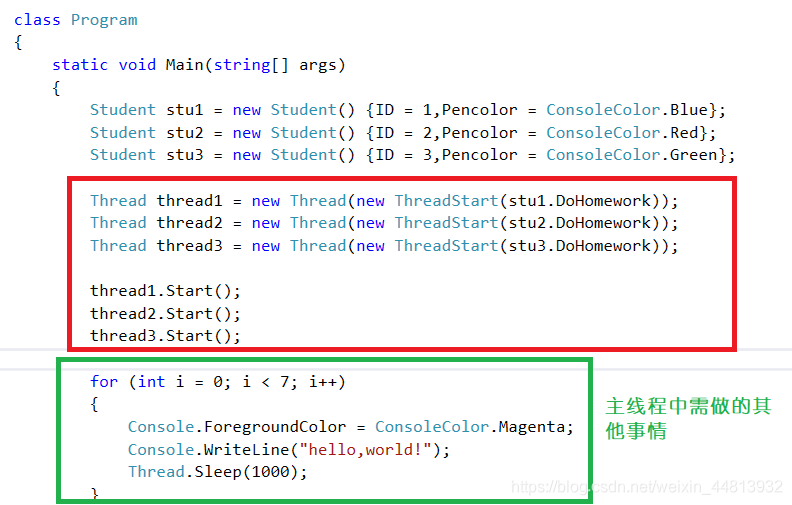 class Program
{
    static void Main(string[] args)
    {
        Student stu1 = new Student() {ID = 1,Pencolor = ConsoleColor.Blue};
        Student stu2 = new Student() {ID = 2,Pencolor = ConsoleColor.Red};
        Student stu3 = new Student() {ID = 3,Pencolor = ConsoleColor.Green};
        Thread thread1 = new Thread(new ThreadStart(stu1.DoHomework));
        Thread thread2 = new Thread(new ThreadStart(stu2.DoHomework));
        Thread thread3 = new Thread(new ThreadStart(stu3.DoHomework));
        thread1.Start();
        thread2.Start();
        thread3.Start();
        for (int i = 0; i < 7; i++)
        {
            Console.ForegroundColor = ConsoleColor.Magenta;
            Console.WriteLine("hello,world!");
            Thread.Sleep(1000);
        }
主线程中需做的其
他事情
https://blog.csdn.net/weixin_44813932